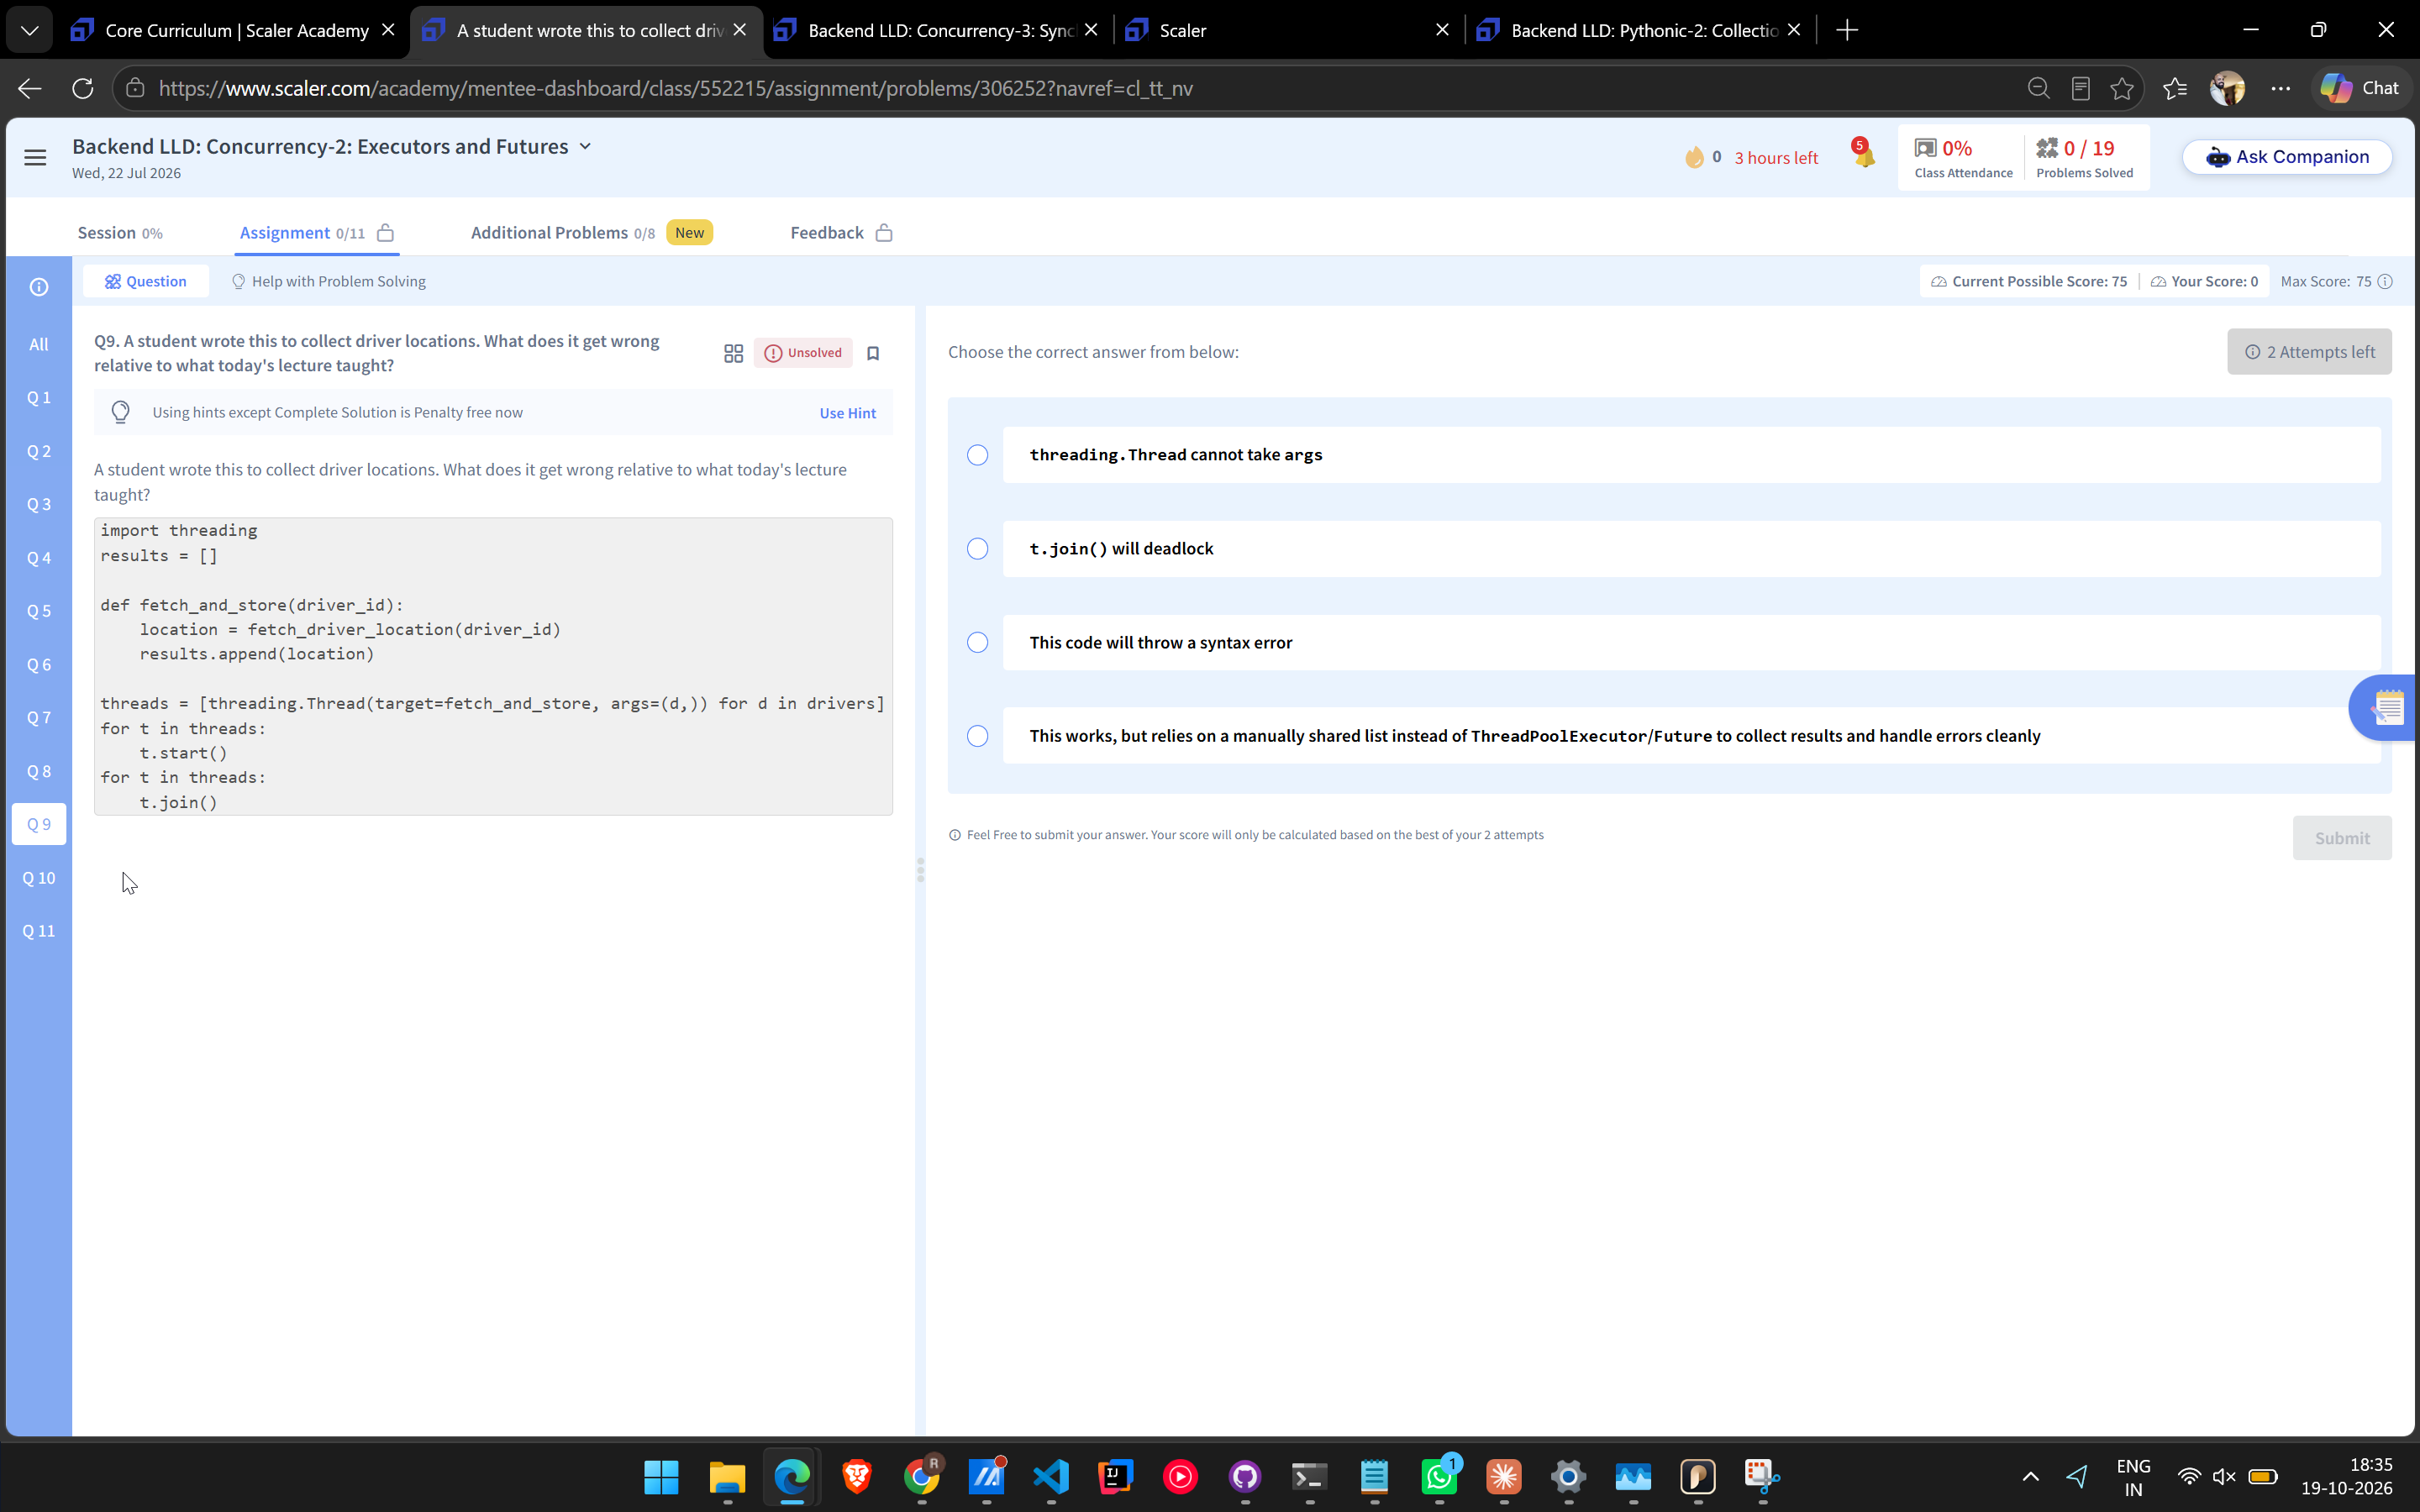 Core Curriculum | Scaler Academy
A student wrote this to collect driv
Backend LLD: Concurrency-3: Sync
Scaler
Backend LLD: Pythonic-2: Collectio
https://www.scaler.com/academy/mentee-dashboard/class/552215/assignment/problems/306252?navref=cl_tt_nv
Chat
Backend LLD: Concurrency-2: Executors and Futures
Wed, 22 Jul 2026
0 3 hours left
5
0%
Class Attendance
0 / 19
Problems Solved
Ask Companion
Session 0%
Assignment 0/11
Additional Problems 0/8 New
Feedback
Question
Help with Problem Solving
Current Possible Score: 75
Your Score: 0
Max Score: 75
All
Q 1
Q 2
Q 3
Q 4
Q 5
Q 6
Q 7
Q 8
Q 9
Q 10
Q 11
Q9. A student wrote this to collect driver locations. What does it get wrong
relative to what today's lecture taught?
Unsolved
Using hints except Complete Solution is Penalty free now
Use Hint
A student wrote this to collect driver locations. What does it get wrong relative to what today's lecture
taught?
import threading
results = []
def fetch_and_store(driver_id):
    location = fetch_driver_location(driver_id)
    results.append(location)
threads = [threading.Thread(target=fetch_and_store, args=(d,)) for d in drivers]
for t in threads:
    t.start()
for t in threads:
    t.join()
Choose the correct answer from below:
2 Attempts left
threading.Thread cannot take args
t.join() will deadlock
This code will throw a syntax error
This works, but relies on a manually shared list instead of ThreadPoolExecutor/Future to collect results and handle errors cleanly
Feel Free to submit your answer. Your score will only be calculated based on the best of your 2 attempts
Submit
R
IJ
1
ENG
IN
18:35
19-10-2026